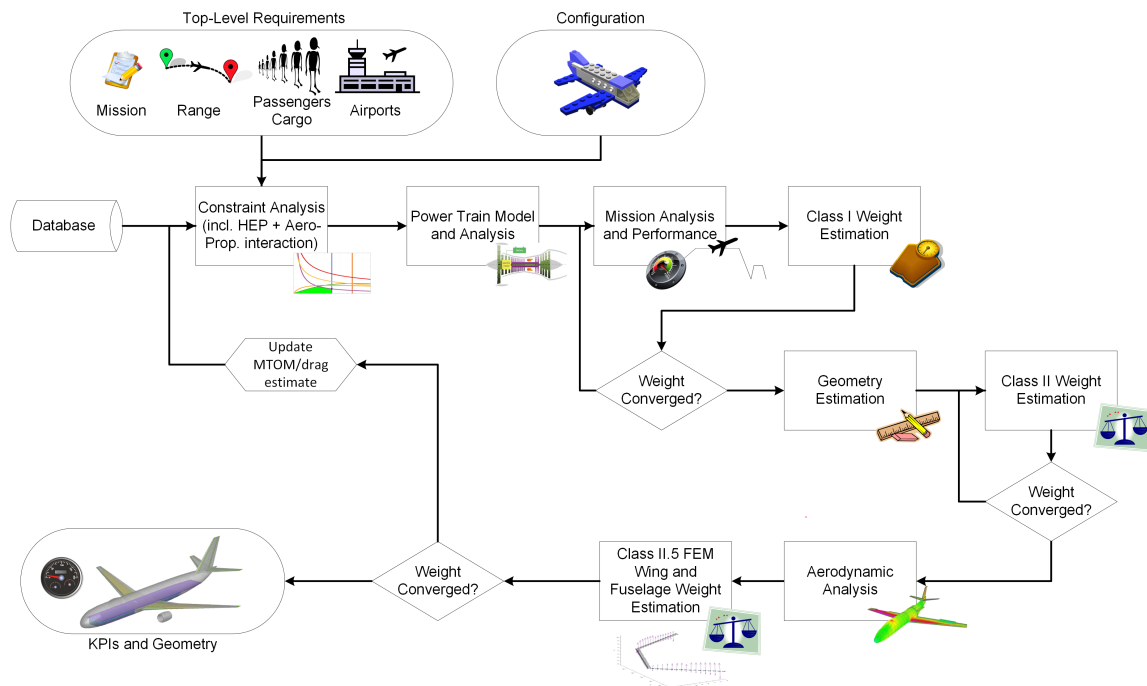 Top-Level Requirements
Configuration
Mission
Range
Passengers
Cargo
Airports
Database
Constraint Analysis
(incl. HEP + Aero-
Prop. interaction)
Power Train Model
and Analysis
Mission Analysis
and Performance
Class I Weight
Estimation
Update
MTOM/drag
estimate
Weight
Converged?
Geometry
Estimation
Class II Weight
Estimation
Weight
Converged?
KPIs and Geometry
Weight
Converged?
Class II.5 FEM
Wing and
Fuselage Weight
Estimation
Aerodynamic
Analysis